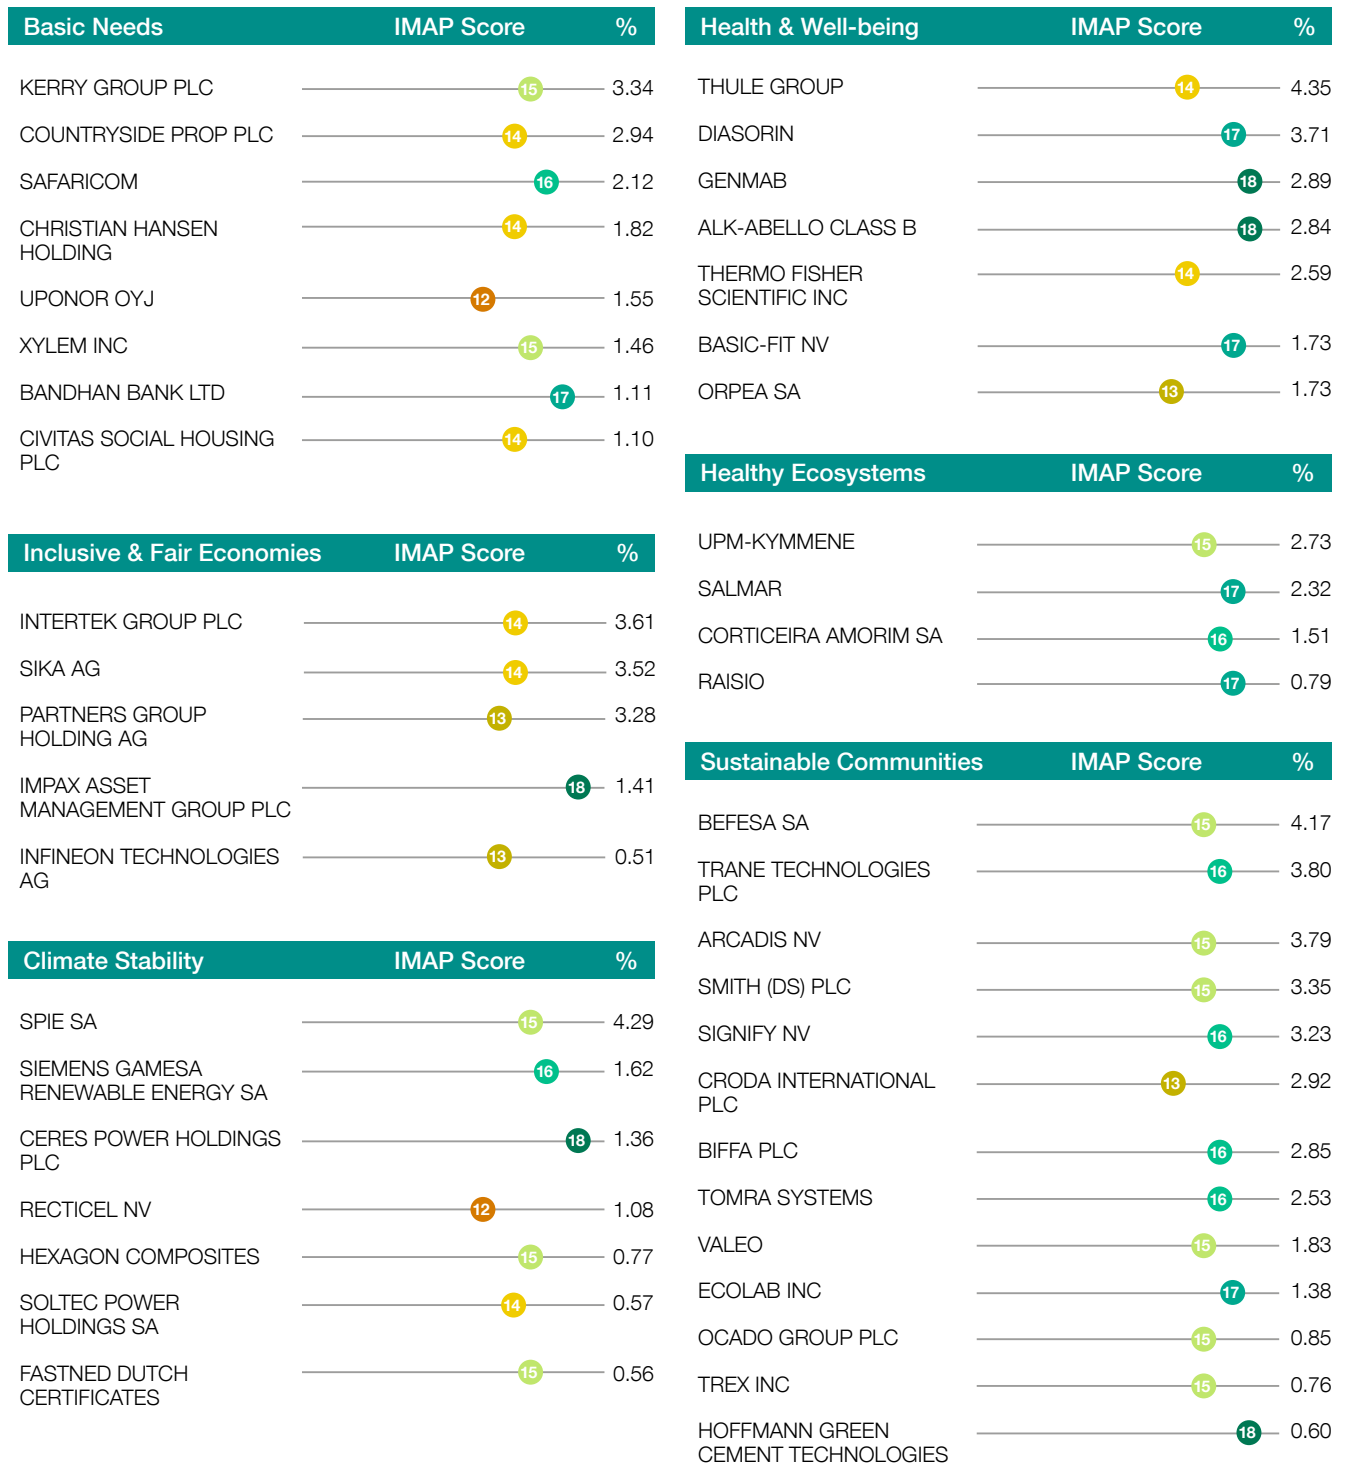 Basic Needs IMAP Score %
KERRY GROUP PLC 15 3.34
COUNTRYSIDE PROP PLC 14 2.94
SAFARICOM 16 2.12
CHRISTIAN HANSEN
HOLDING 14 1.82
UPONOR OYJ 12 1.55
XYLEM INC 15 1.46
BANDHAN BANK LTD 17 1.11
CIVITAS SOCIAL HOUSING
PLC 14 1.10
Inclusive & Fair Economies IMAP Score %
INTERTEK GROUP PLC 14 3.61
SIKA AG 14 3.52
PARTNERS GROUP
HOLDING AG 13 3.28
IMPAX ASSET
MANAGEMENT GROUP PLC 18 1.41
INFINEON TECHNOLOGIES
AG 13 0.51
Climate Stability IMAP Score %
SPIE SA 15 4.29
SIEMENS GAMESA
RENEWABLE ENERGY SA 16 1.62
CERES POWER HOLDINGS
PLC 18 1.36
RECTICEL NV 12 1.08
HEXAGON COMPOSITES 15 0.77
SOLTEC POWER
HOLDINGS SA 14 0.57
FASTNED DUTCH
CERTIFICATES 15 0.56
Health & Well-being IMAP Score %
THULE GROUP 14 4.35
DIASORIN 17 3.71
GENMAB 18 2.89
ALK-ABELLO CLASS B 18 2.84
THERMO FISHER
SCIENTIFIC INC 14 2.59
BASIC-FIT NV 17 1.73
ORPEA SA 13 1.73
Healthy Ecosystems IMAP Score %
UPM-KYMMENE 15 2.73
SALMAR 17 2.32
CORTICEIRA AMORIM SA 16 1.51
RAISIO 17 0.79
Sustainable Communities IMAP Score %
BEFESA SA 15 4.17
TRANE TECHNOLOGIES
PLC 16 3.80
ARCADIS NV 15 3.79
SMITH (DS) PLC 15 3.35
SIGNIFY NV 16 3.23
CRODA INTERNATIONAL
PLC 13 2.92
BIFFA PLC 16 2.85
TOMRA SYSTEMS 16 2.53
VALEO 15 1.83
ECOLAB INC 17 1.38
OCADO GROUP PLC 15 0.85
TREX INC 15 0.76
HOFFMANN GREEN
CEMENT TECHNOLOGIES 18 0.60